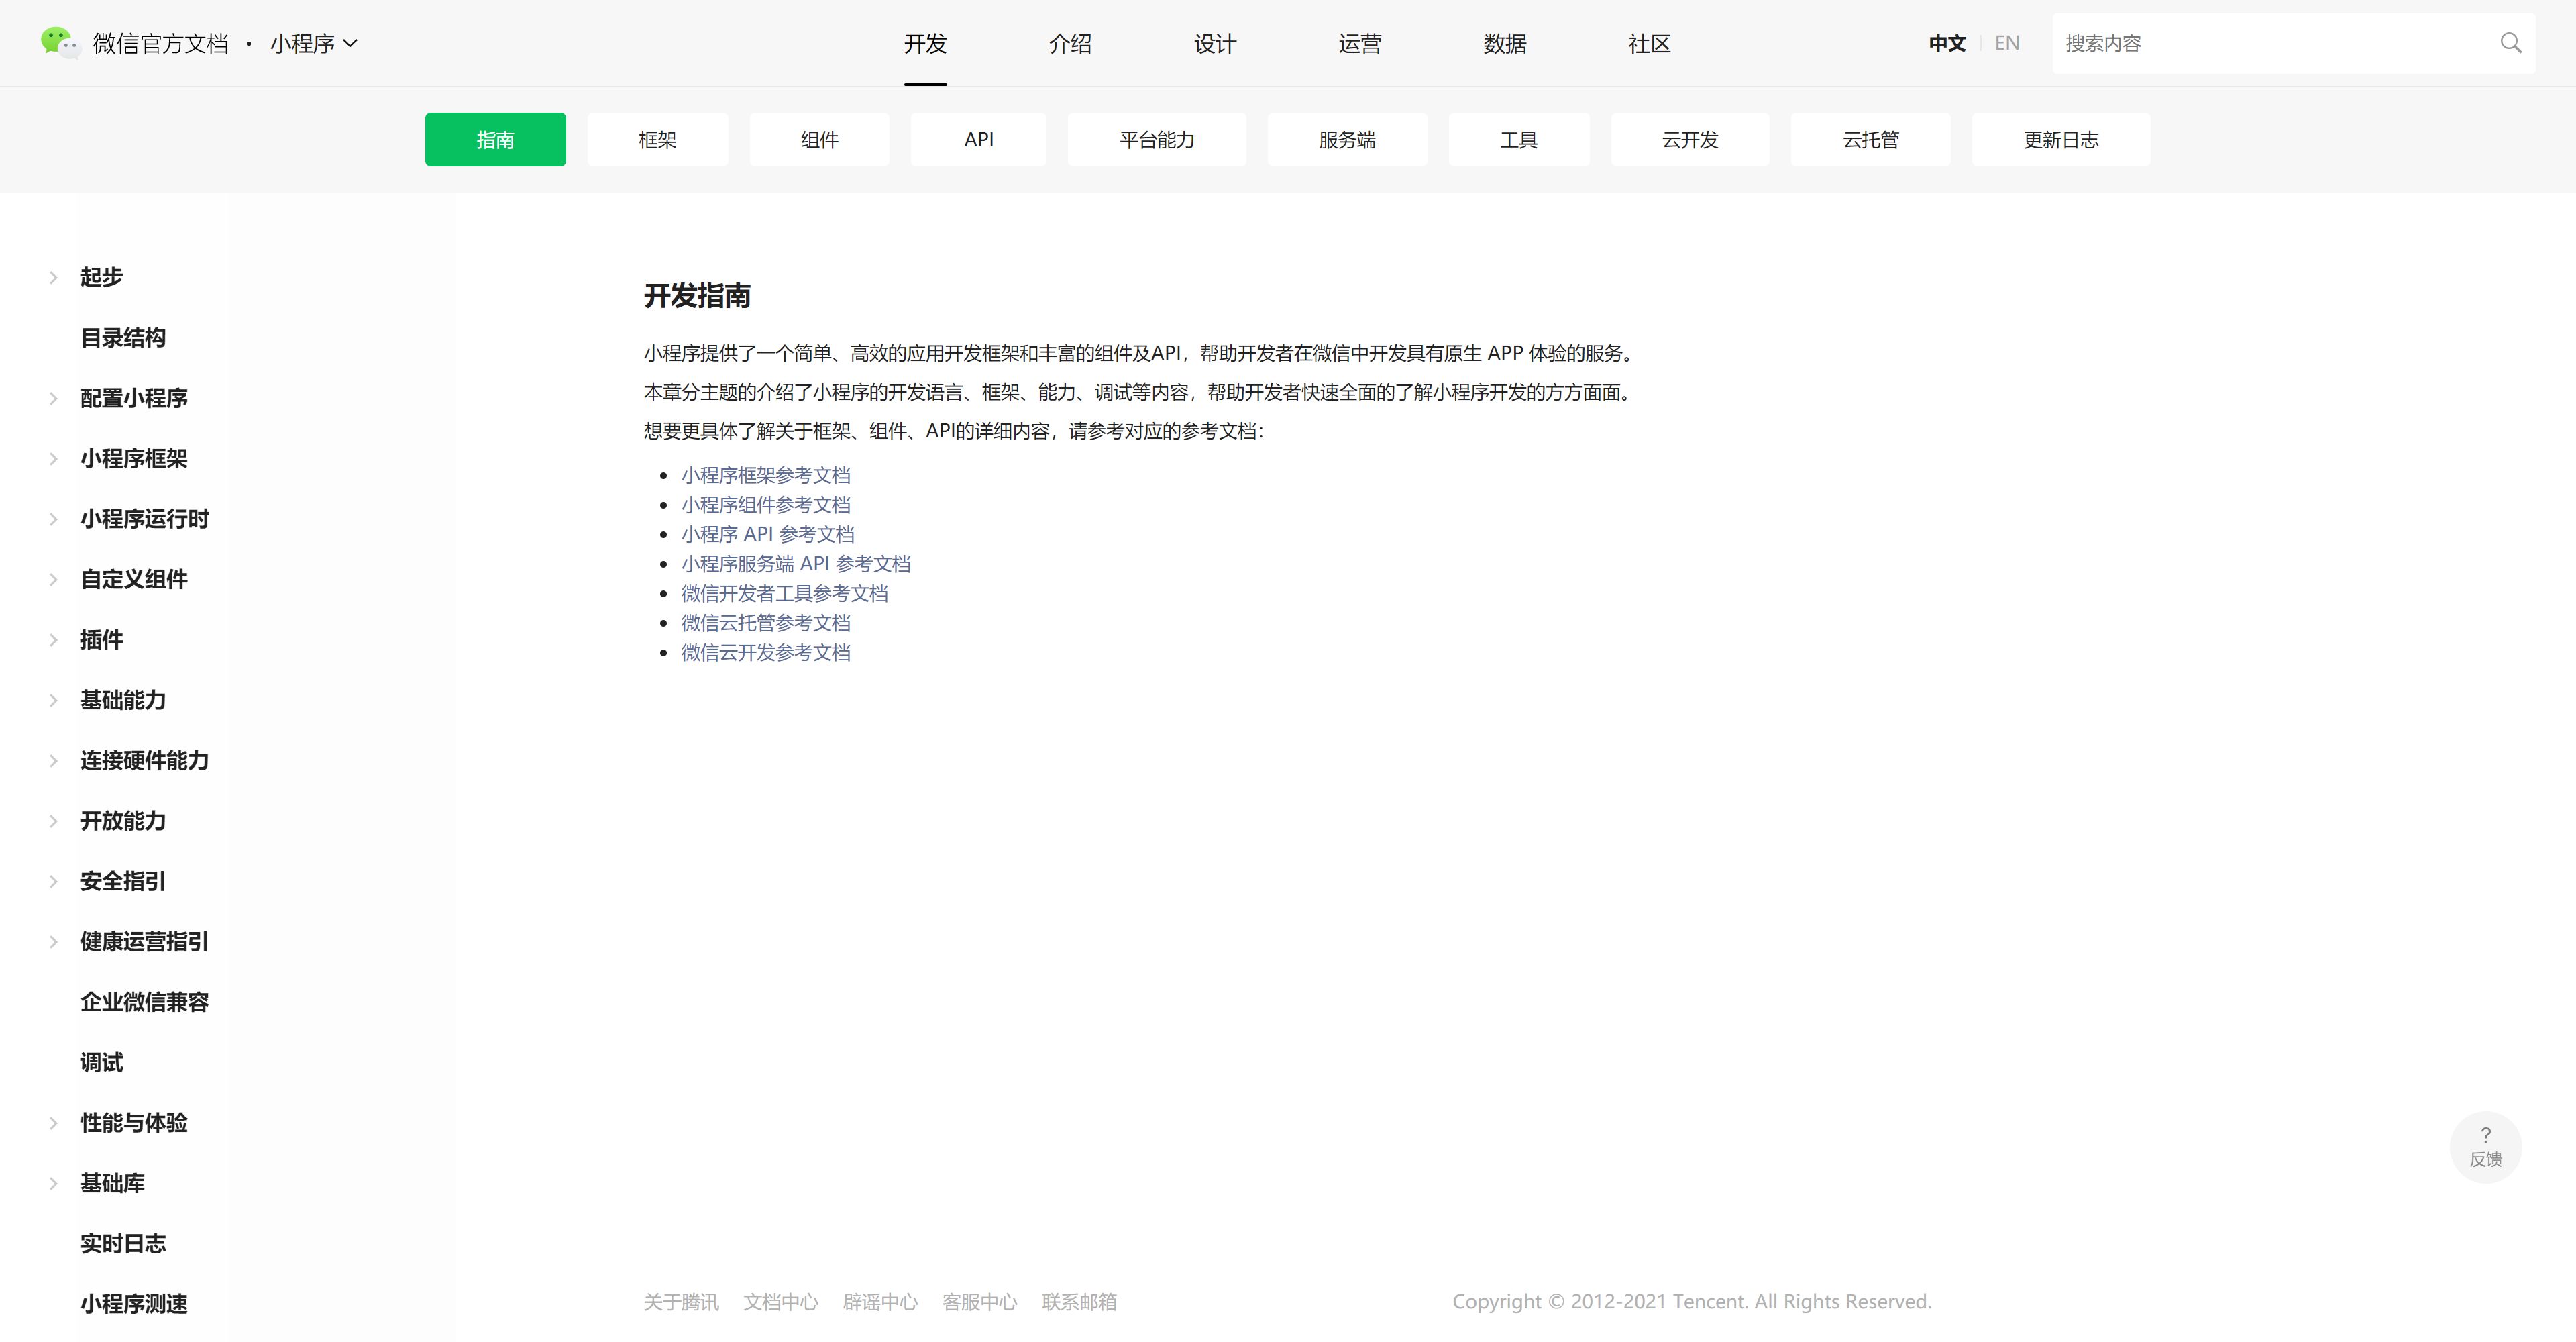 微信官方文档 · 小程序
开发 介绍 设计 运营 数据 社区
中文 EN
搜索内容
指南 框架 组件 API 平台能力 服务端 工具 云开发 云托管 更新日志
起步
目录结构
配置小程序
小程序框架
小程序运行时
自定义组件
插件
基础能力
连接硬件能力
开放能力
安全指引
健康运营指引
企业微信兼容
调试
性能与体验
基础库
实时日志
小程序测速
开发指南
小程序提供了一个简单、高效的应用开发框架和丰富的组件及API，帮助开发者在微信中开发具有原生 APP 体验的服务。
本章分主题的介绍了小程序的开发语言、框架、能力、调试等内容，帮助开发者快速全面的了解小程序开发的方方面面。
想要更具体了解关于框架、组件、API的详细内容，请参考对应的参考文档：
小程序框架参考文档
小程序组件参考文档
小程序 API 参考文档
小程序服务端 API 参考文档
微信开发者工具参考文档
微信云托管参考文档
微信云开发参考文档
?
反馈
关于腾讯 文档中心 辟谣中心 客服中心 联系邮箱
Copyright © 2012-2021 Tencent. All Rights Reserved.